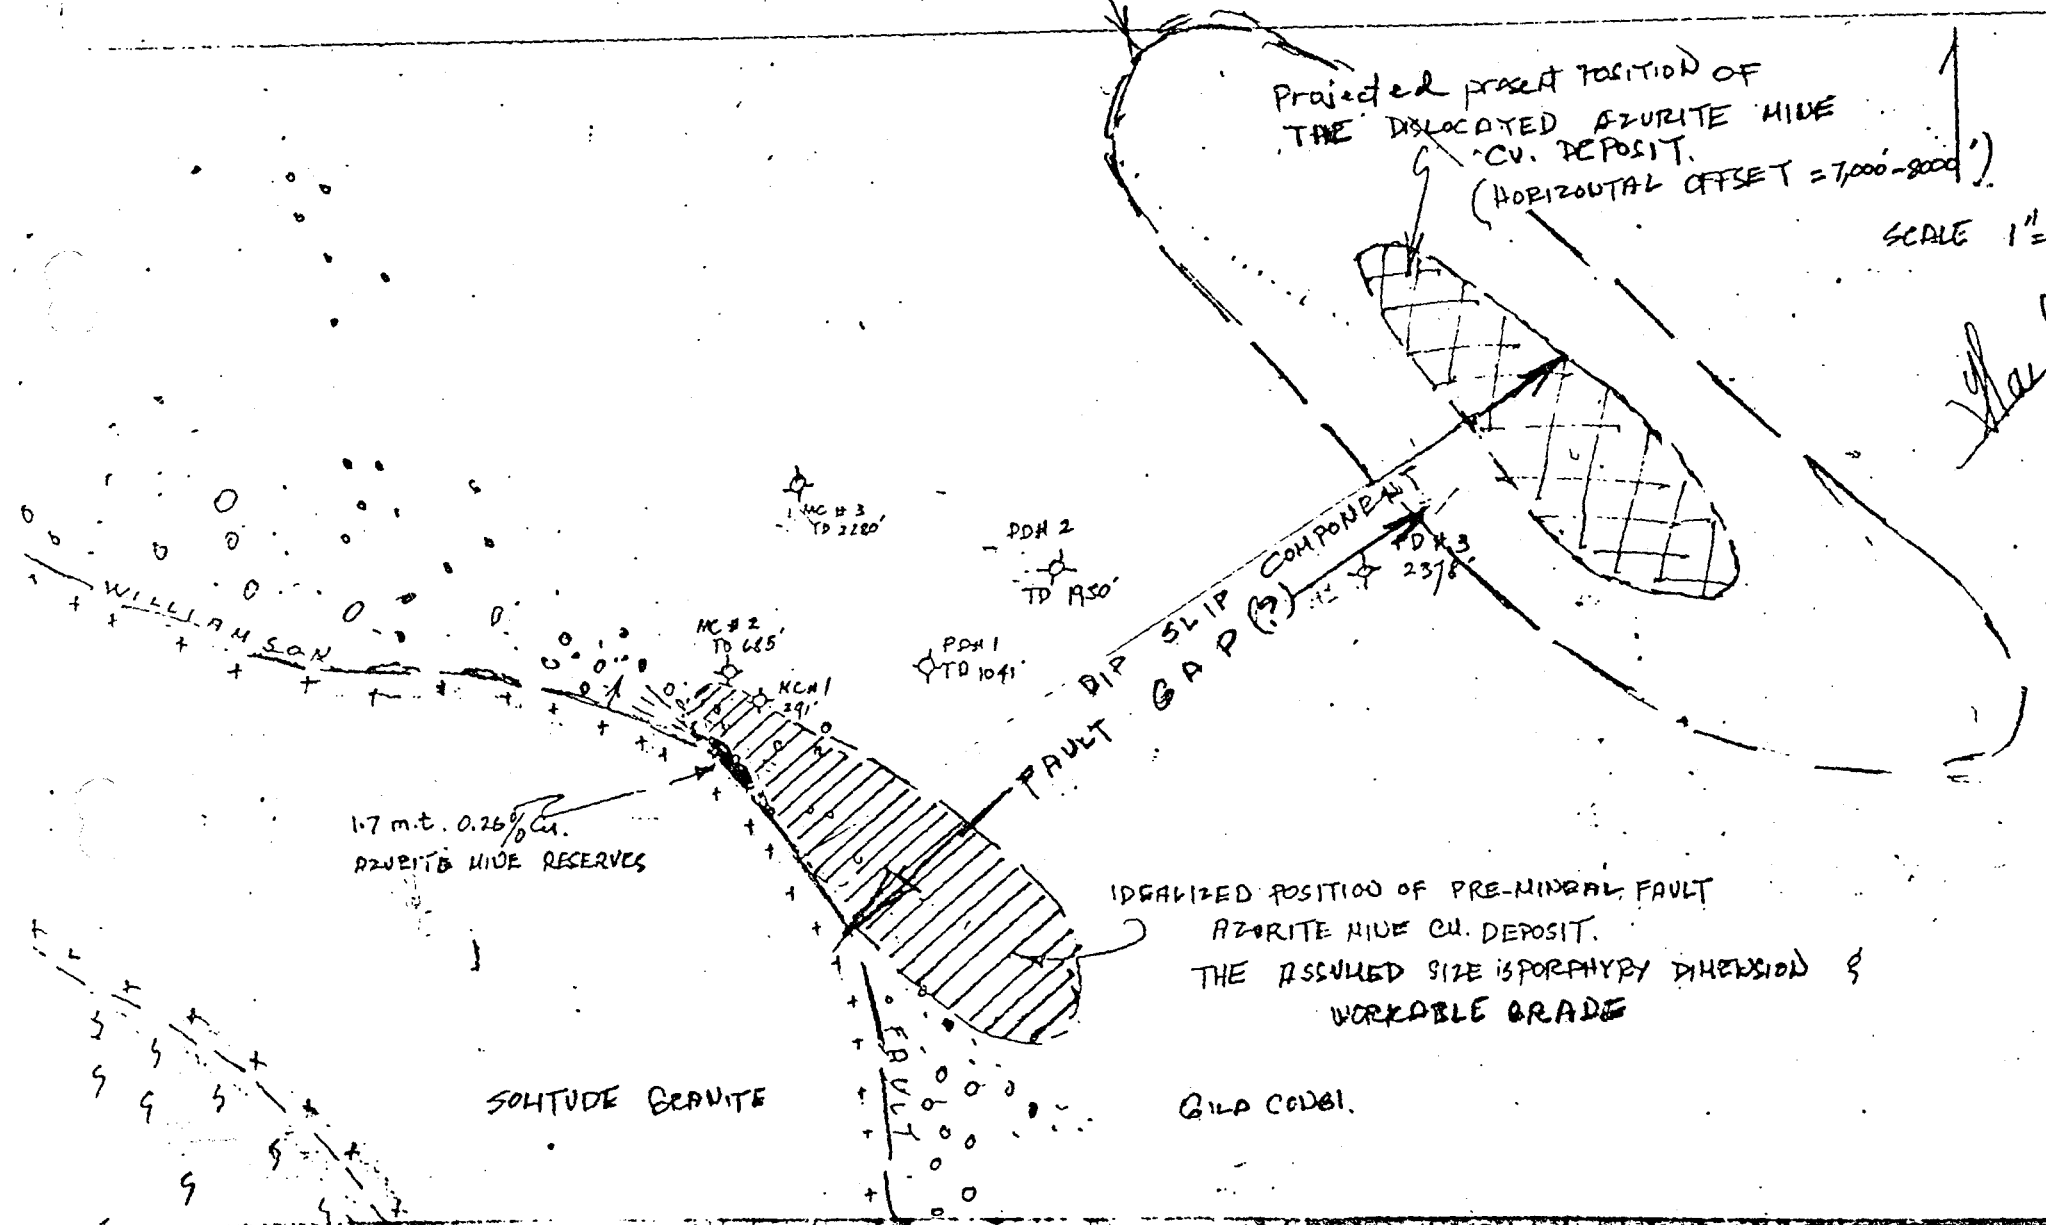 Projected present POSITION OF
THE DISLOCATED AZURITE MINE
CU. DEPOSIT.
(HORIZONTAL OFFSET = 7,000'-8000')
SCALE 1"=
MC # 3
TD 2280'
PDH 2
TD 1950'
DIP SLIP COMPONENT
FAULT GAP (?)
PDH 3
2378'
WILLIAMSON
MC # 2
TD 685'
MC # 1
291'
PDH 1
TD 1041'
1.7 m.t. 0.26% Cu.
AZURITE MINE RESERVES
IDEALIZED POSITION OF PRE-MINERAL FAULT
AZURITE MINE CU. DEPOSIT.
THE ASSUMED SIZE IS PORPHYRY DIMENSION &
WORKABLE GRADE
FAULT
SOLITUDE GRANITE
GILA CONGl.